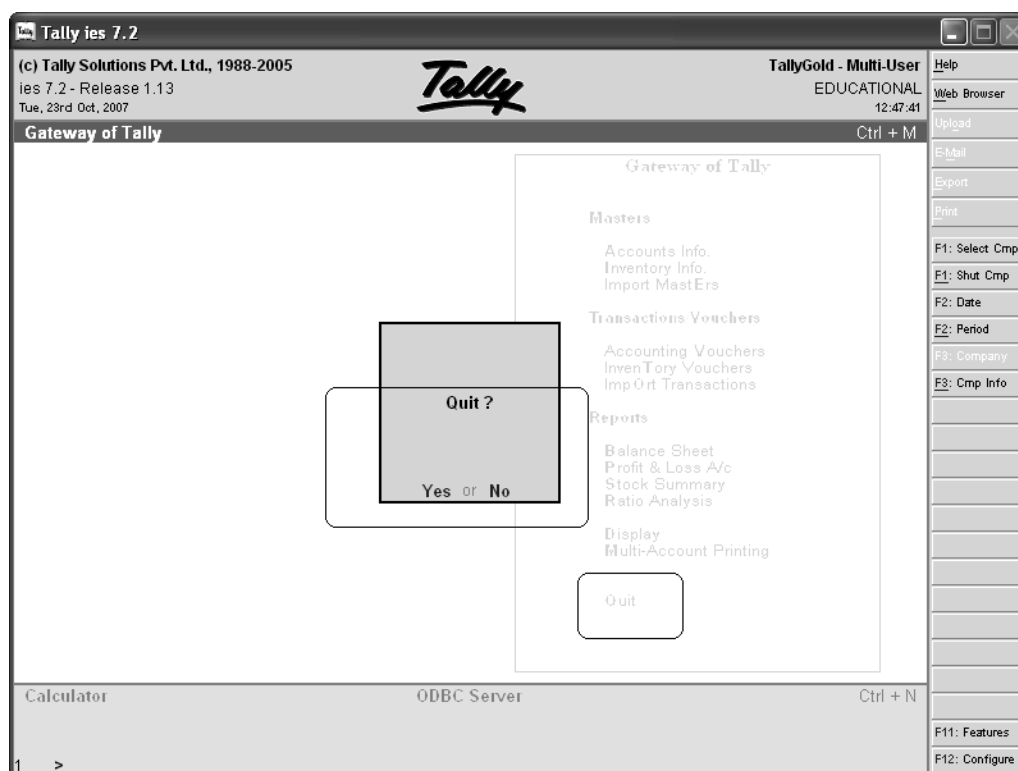 Tally ies 7.2
(c) Tally Solutions Pvt. Ltd., 1988-2005
ies 7.2 - Release 1.13
Tue, 23rd Oct, 2007
Tally
TallyGold - Multi-User
EDUCATIONAL
12:47:41
Gateway of Tally
Ctrl + M
Gateway of Tally
Masters
Accounts Info.
Inventory Info.
Import MastErs
Transactions Vouchers
Accounting Vouchers
InvenTory Vouchers
ImpOrt Transactions
Reports
Balance Sheet
Profit & Loss A/c
Stock Summary
Ratio Analysis
Display
Multi-Account Printing
Quit
Quit ?
Yes or No
Help
Web Browser
Upload
E-Mail
Export
Print
F1: Select Cmp
F1: Shut Cmp
F2: Date
F2: Period
F3: Company
F3: Cmp Info
F11: Features
F12: Configure
Calculator
ODBC Server
Ctrl + N
1 >